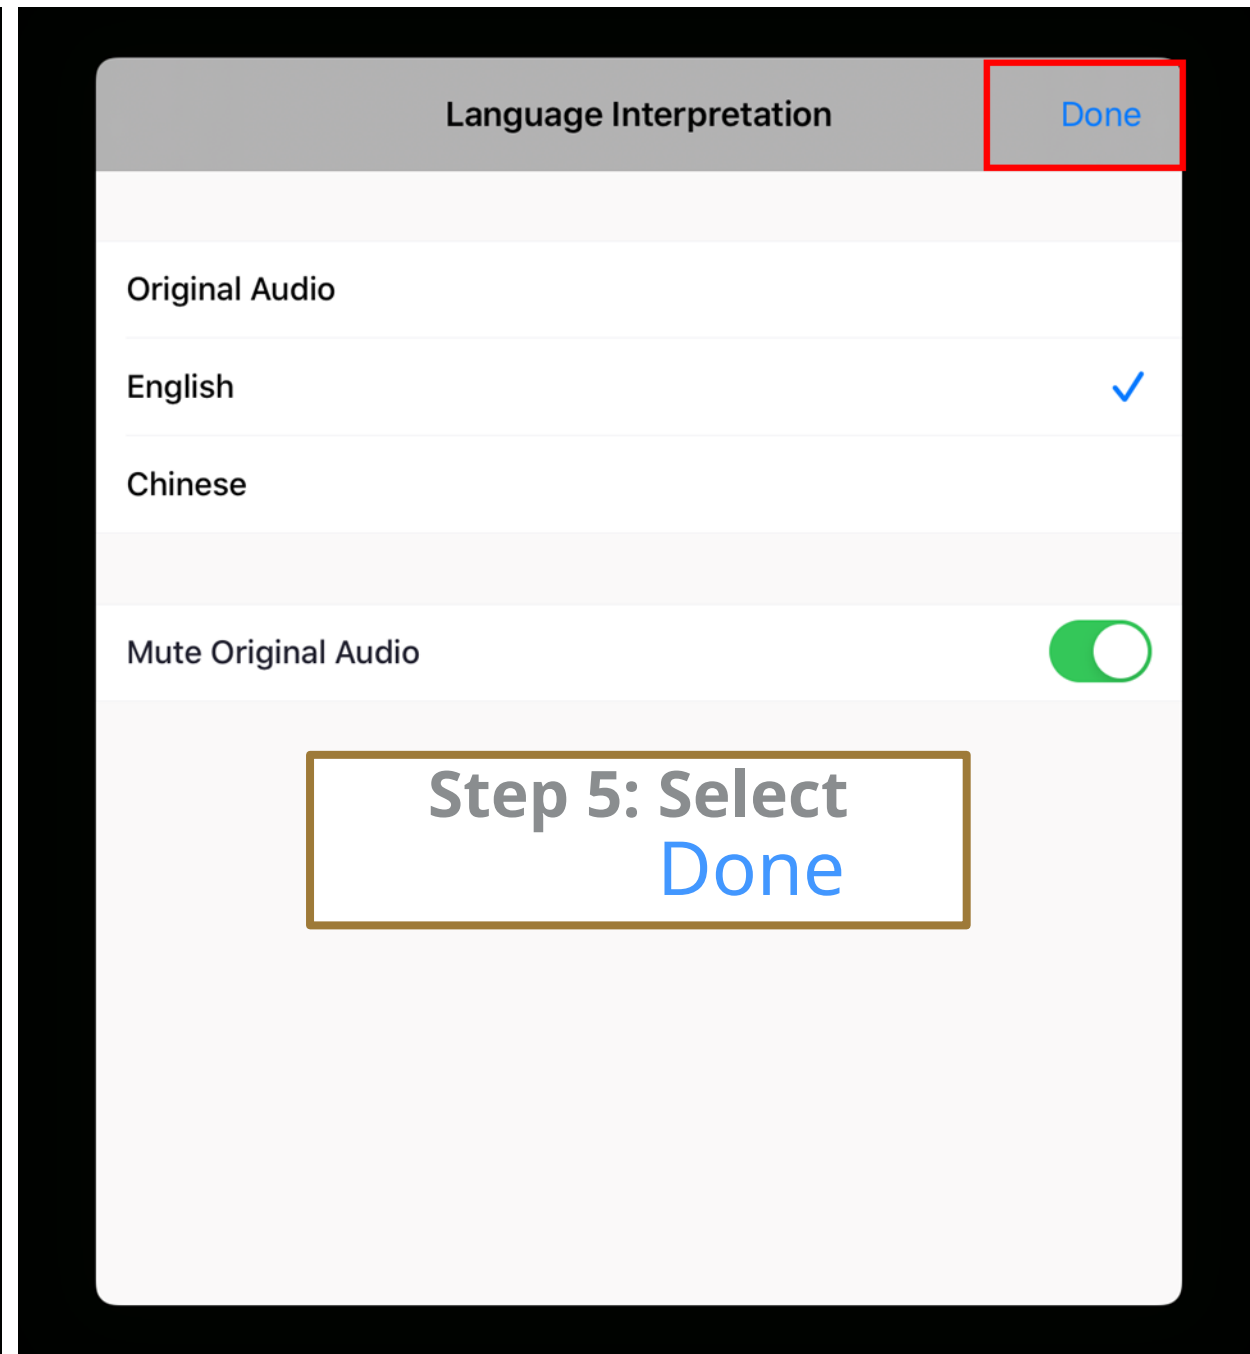 Language Interpretation Done
Original Audio
English
Chinese
Mute Original Audio
Step 5: Select
Done